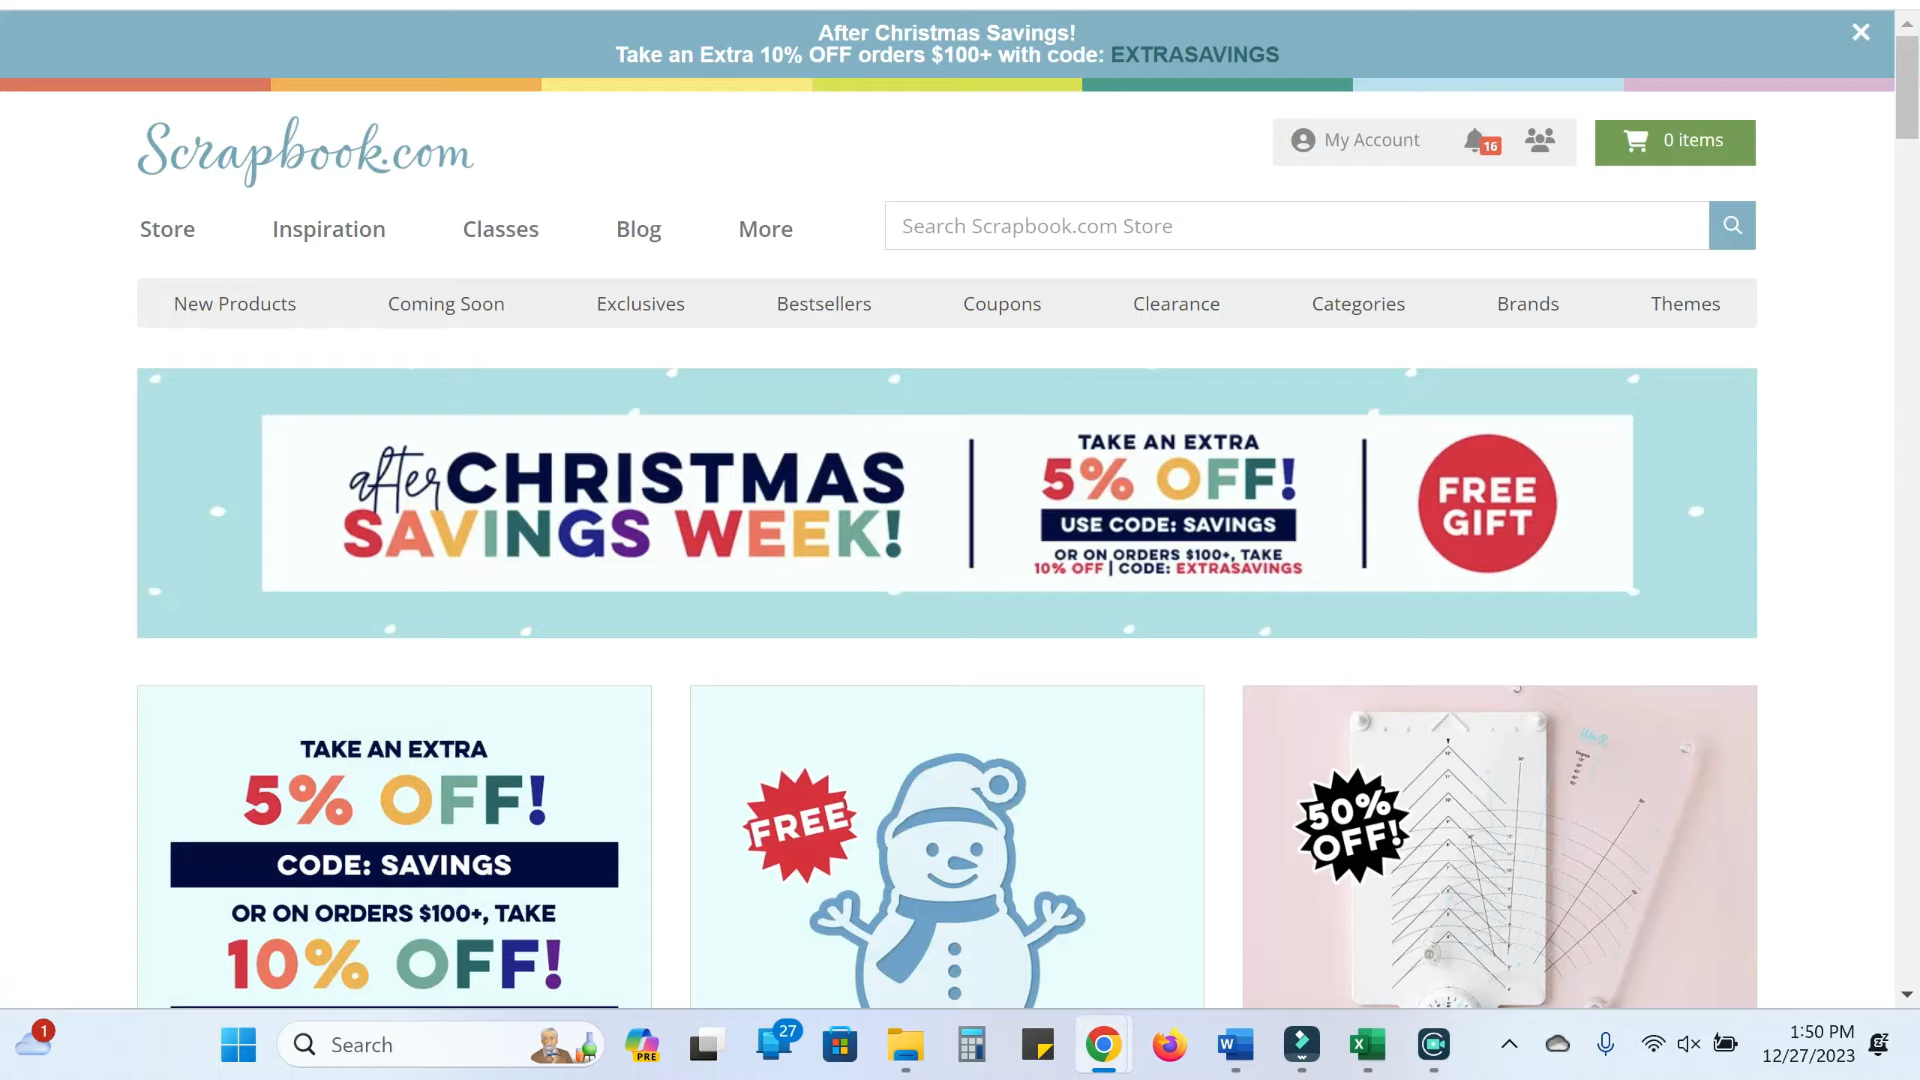 After Christmas Savings!
Take an Extra 10% OFF orders $100+ with code: EXTRASAVINGS
Scrapbook.com
My Account
16
0 items
Store
Inspiration
Classes
Blog
More
Search Scrapbook.com Store
New Products
Coming Soon
Exclusives
Bestsellers
Coupons
Clearance
Categories
Brands
Themes
after CHRISTMAS
SAVINGS WEEK!
TAKE AN EXTRA
5% OFF!
USE CODE: SAVINGS
OR ON ORDERS $100+, TAKE
10% OFF | CODE: EXTRASAVINGS
FREE
GIFT
TAKE AN EXTRA
5% OFF!
CODE: SAVINGS
OR ON ORDERS $100+, TAKE
10% OFF!
FREE
50%
OFF!
1
Search
PRE
27
W
X
1:50 PM
12/27/2023